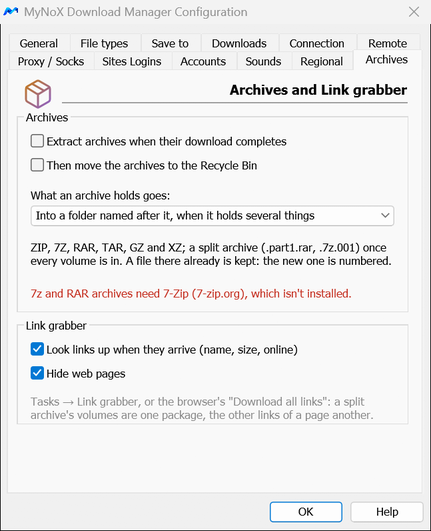 MyNoX Download Manager Configuration
General File types Save to Downloads Connection Remote
Proxy / Socks Sites Logins Accounts Sounds Regional Archives
Archives and Link grabber
Archives
Extract archives when their download completes
Then move the archives to the Recycle Bin
What an archive holds goes:
Into a folder named after it, when it holds several things
ZIP, 7Z, RAR, TAR, GZ and XZ; a split archive (.part1.rar, .7z.001) once
every volume is in. A file there already is kept: the new one is numbered.
7z and RAR archives need 7-Zip (7-zip.org), which isn't installed.
Link grabber
Look links up when they arrive (name, size, online)
Hide web pages
Tasks → Link grabber, or the browser's "Download all links": a split
archive's volumes are one package, the other links of a page another.
OK Help